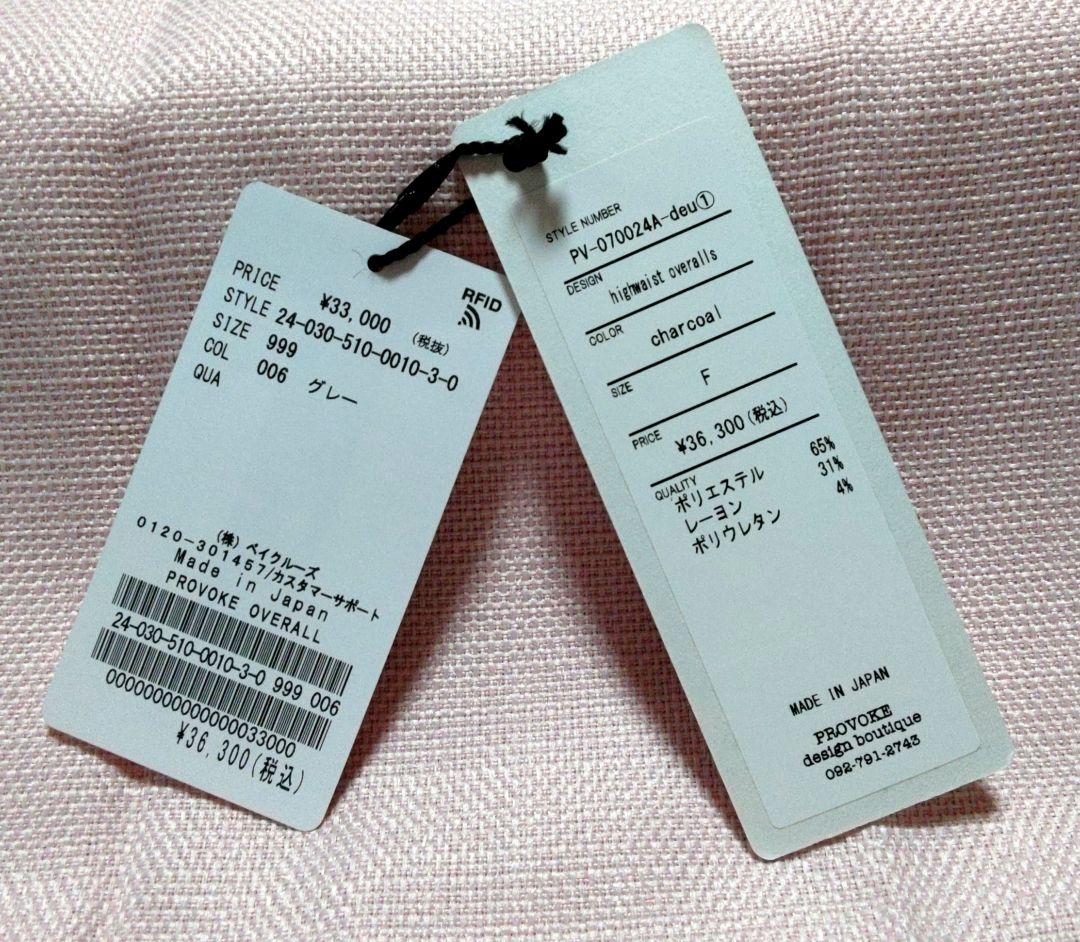 PRICE ¥33,000 (税抜)
RFID
STYLE 24-030-510-0010-3-0
SIZE 999
COL 006 グレー
QUA
(株) ベイクルーズ
0120-301457/カスタマーサポート
Made in Japan
PROVOKE OVERALL
24-030-510-0010-3-0 999 006
0000000000000033000
¥36,300(税込)
STYLE NUMBER
PV-070024A-deu①
DESIGN
highwaist overalls
COLOR
charcoal
SIZE
F
PRICE
¥36,300(税込)
QUALITY
ポリエステル 65%
レーヨン 31%
ポリウレタン 4%
MADE IN JAPAN
PROVOKE
design boutique
092-791-2743